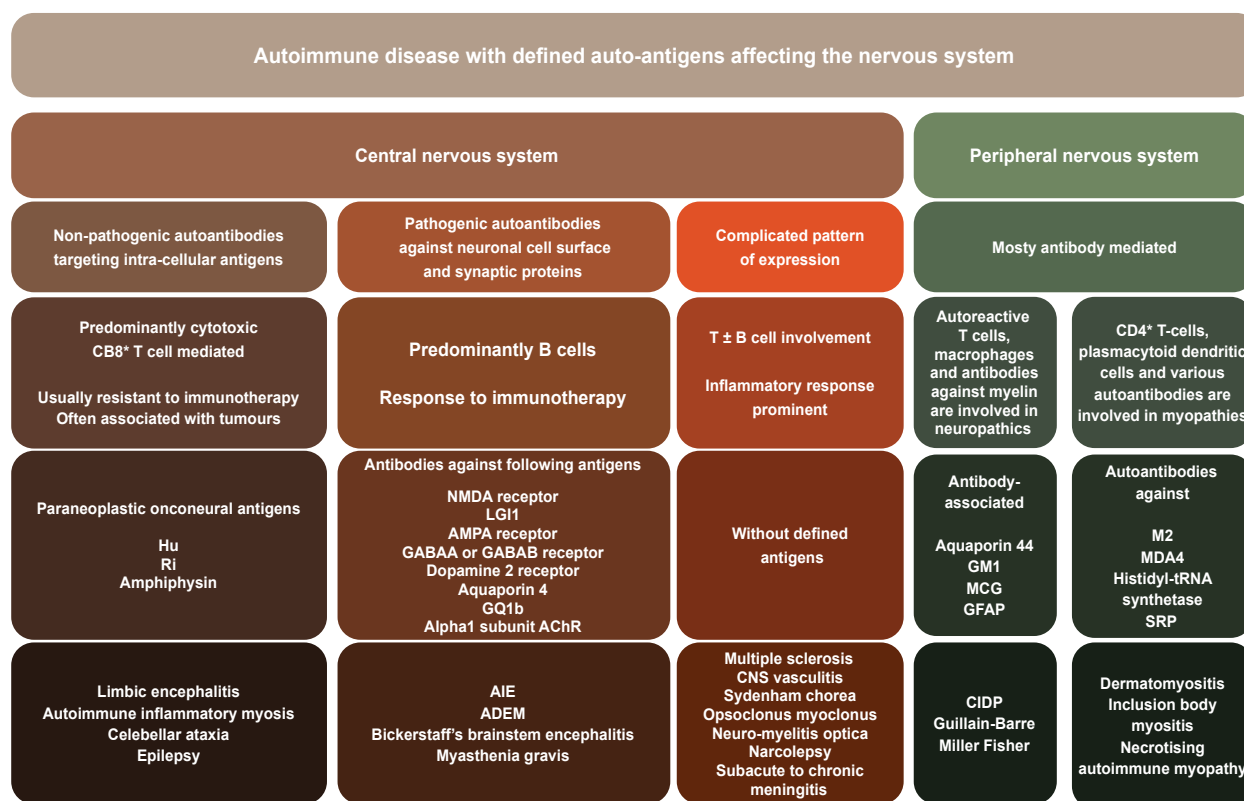 Autoimmune disease with defined auto-antigens affecting the nervous system
Central nervous system
Peripheral nervous system
Non-pathogenic autoantibodies
targeting intra-cellular antigens
Pathogenic autoantibodies
against neuronal cell surface
and synaptic proteins
Complicated pattern
of expression
Mosty antibody mediated
Predominantly cytotoxic
CB8* T cell mediated
Usually resistant to immunotherapy
Often associated with tumours
Predominantly B cells
Response to immunotherapy
T ± B cell involvement
Inflammatory response
prominent
Autoreactive
T cells,
macrophages
and antibodies
against myelin
are involved in
neuropathics
CD4* T-cells,
plasmacytoid dendritic
cells and various
autoantibodies are
involved in myopathies
Paraneoplastic onconeural antigens
Hu
Ri
Amphiphysin
Antibodies against following antigens
NMDA receptor
LGI1
AMPA receptor
GABAA or GABAB receptor
Dopamine 2 receptor
Aquaporin 4
GQ1b
Alpha1 subunit AChR
Without defined
antigens
Antibody-
associated
Aquaporin 44
GM1
MCG
GFAP
Autoantibodies
against
M2
MDA4
Histidyl-tRNA
synthetase
SRP
Limbic encephalitis
Autoimmune inflammatory myosis
Celebellar ataxia
Epilepsy
AIE
ADEM
Bickerstaff's brainstem encephalitis
Myasthenia gravis
Multiple sclerosis
CNS vasculitis
Sydenham chorea
Opsoclonus myoclonus
Neuro-myelitis optica
Narcolepsy
Subacute to chronic
meningitis
CIDP
Guillain-Barre
Miller Fisher
Dermatomyositis
Inclusion body
myositis
Necrotising
autoimmune myopathy